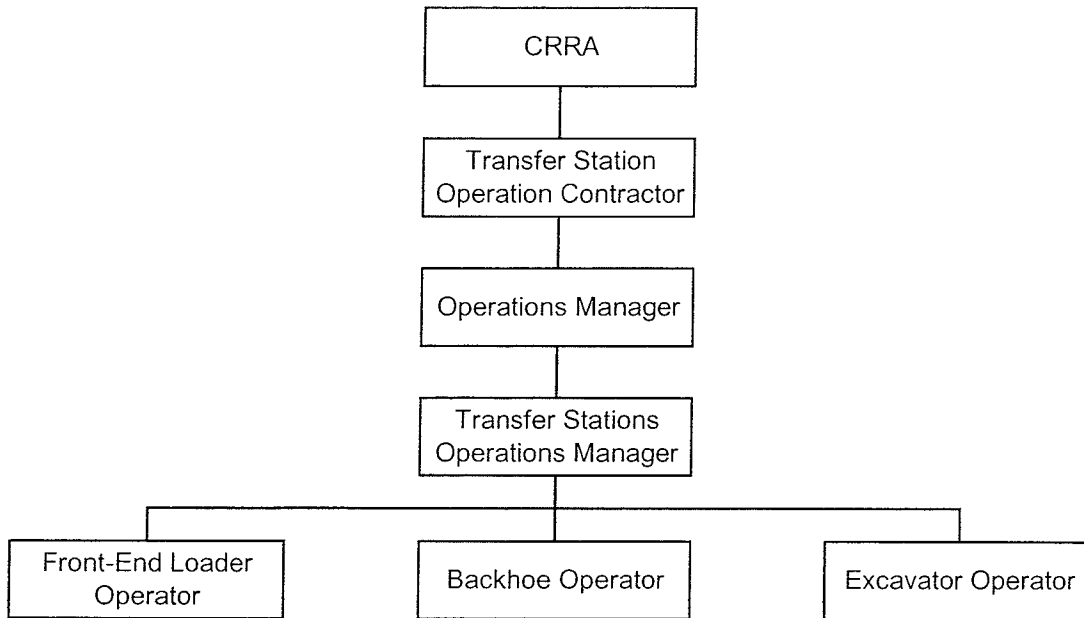 CRRA
Transfer Station
Operation Contractor
Operations Manager
Transfer Stations
Operations Manager
Front-End Loader
Operator
Backhoe Operator
Excavator Operator